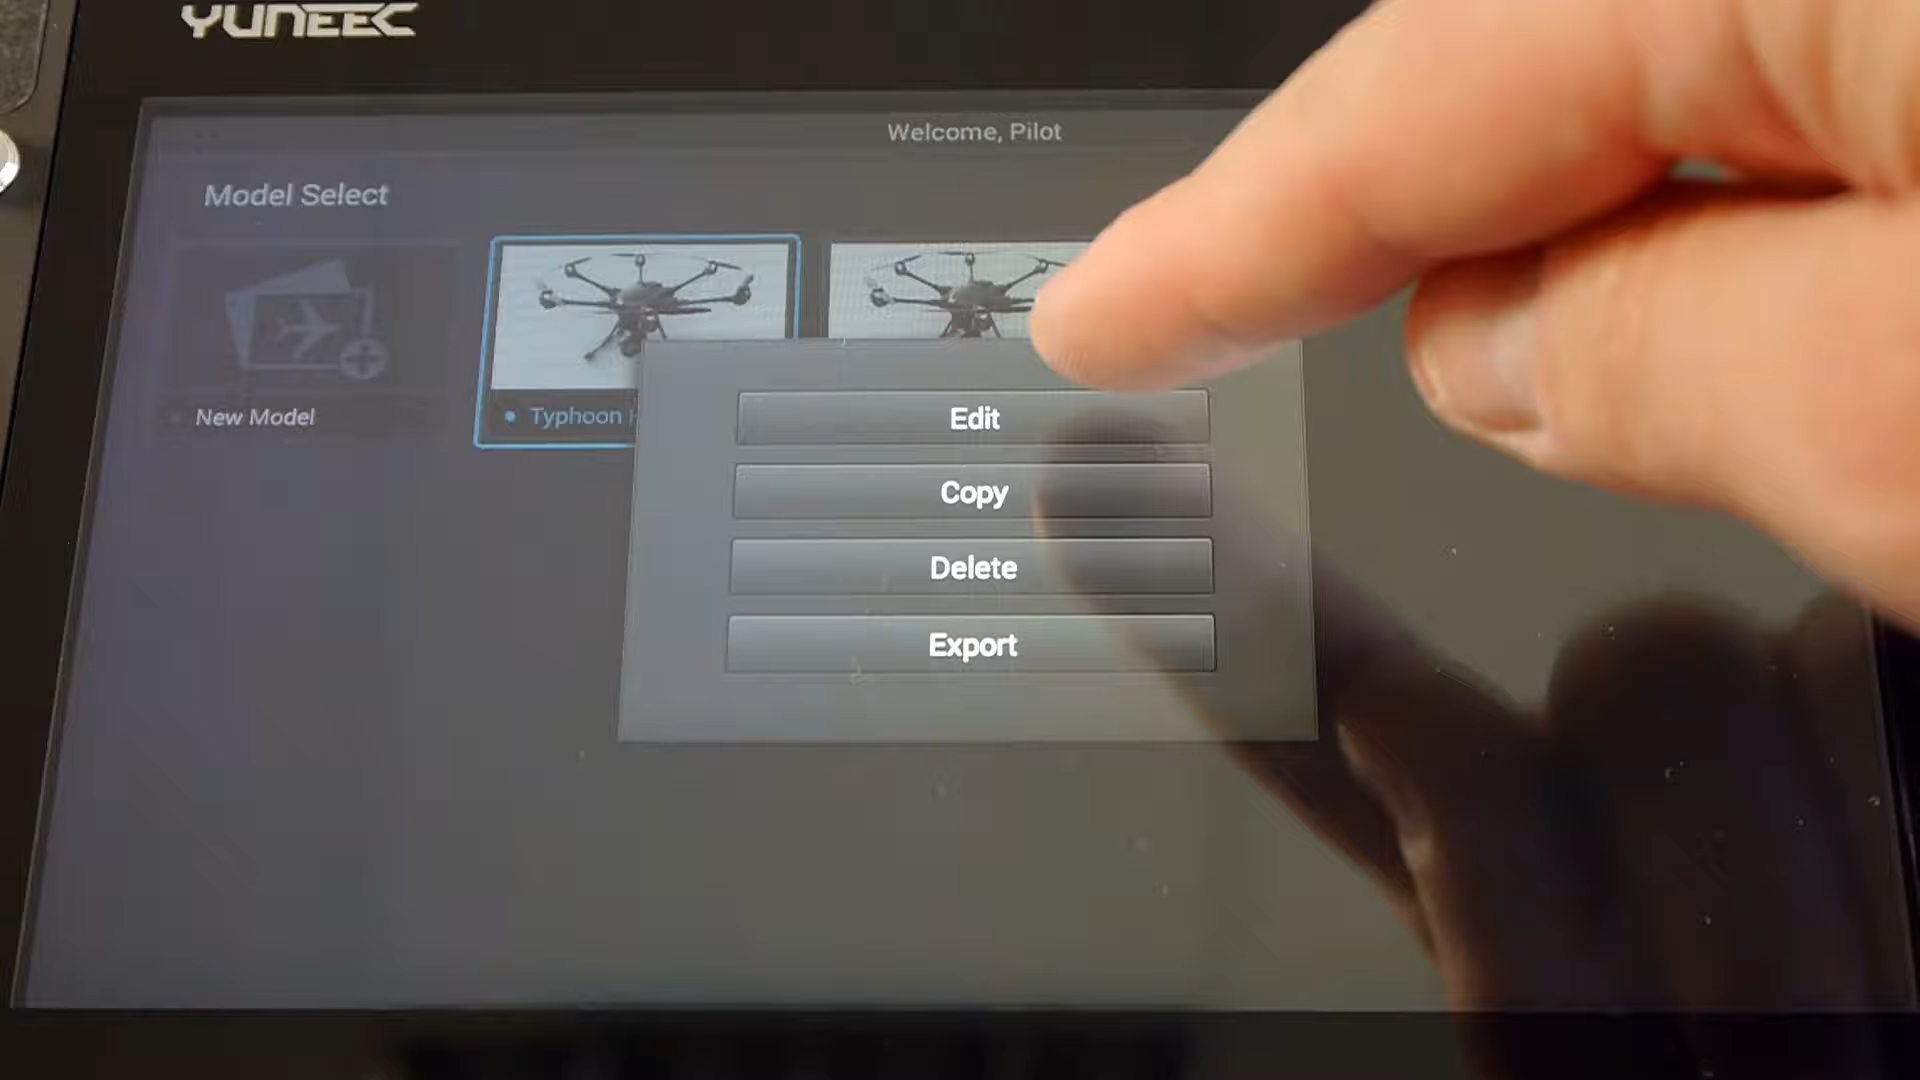 YUNEEC
Welcome, Pilot
Model Select
New Model
Typhoon
Edit
Copy
Delete
Export